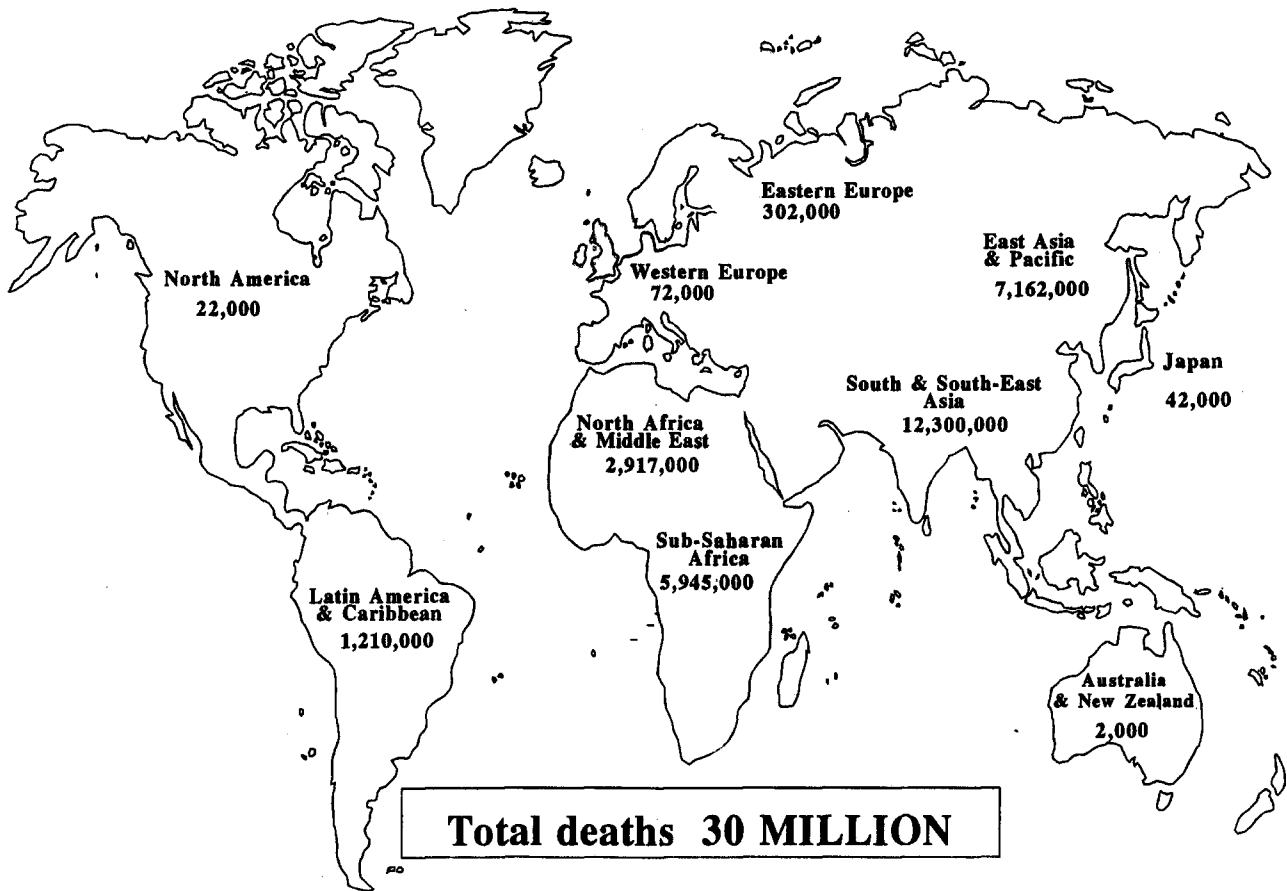 Eastern Europe
302,000
East Asia
& Pacific
7,162,000
North America
22,000
Western Europe
72,000
Japan
42,000
South & South-East
Asia
12,300,000
North Africa
& Middle East
2,917,000
Sub-Saharan
Africa
5,945,000
Latin America
& Caribbean
1,210,000
Australia
& New Zealand
2,000
Total deaths 30 MILLION